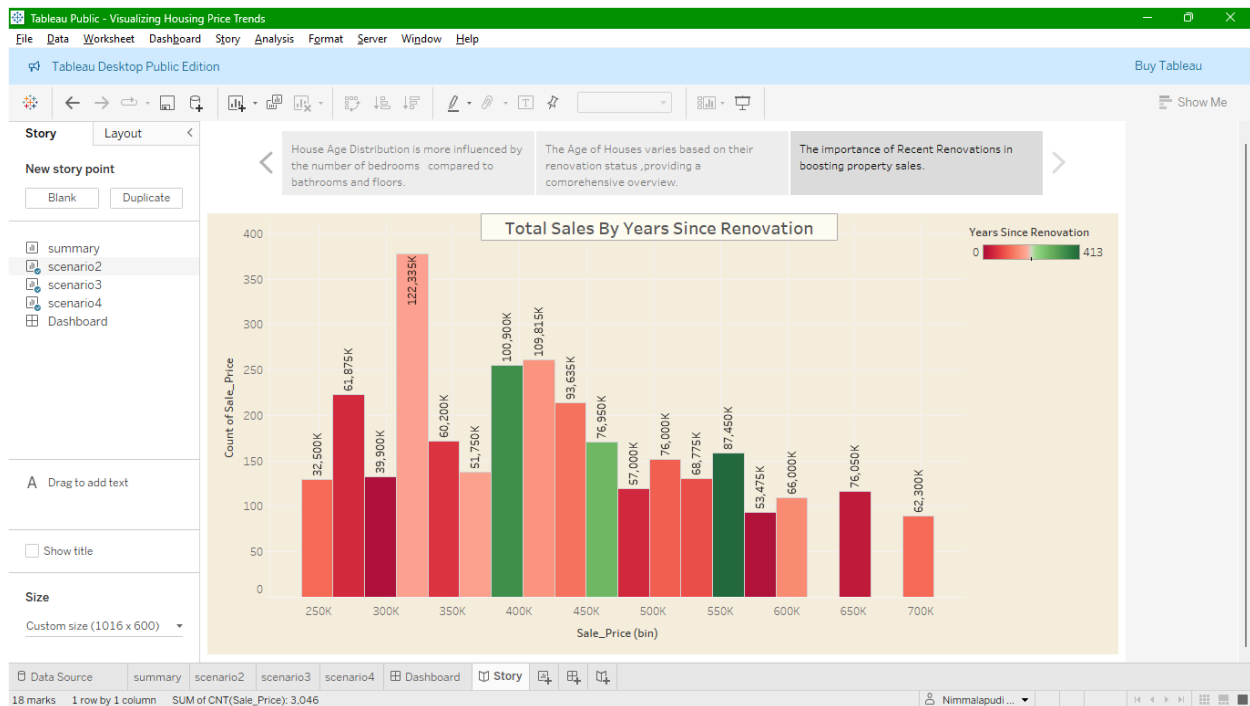 Tableau Public - Visualizing Housing Price Trends
File Data Worksheet Dashboard Story Analysis Format Server Window Help
Tableau Desktop Public Edition
Buy Tableau
Show Me
Story Layout
New story point
Blank Duplicate
summary
scenario2
scenario3
scenario4
Dashboard
Drag to add text
Show title
Size
Custom size (1016 x 600)
House Age Distribution is more influenced by
the number of bedrooms compared to
bathrooms and floors.
The Age of Houses varies based on their
renovation status ,providing a
comprehensive overview.
The importance of Recent Renovations in
boosting property sales.
Total Sales By Years Since Renovation
Years Since Renovation
0 413
Count of Sale_Price
400
350
300
250
200
150
100
50
0
32,500K
61,875K
39,900K
122,335K
60,200K
51,750K
100,900K
109,815K
93,635K
76,950K
57,000K
76,000K
68,775K
87,450K
53,475K
66,000K
76,050K
62,300K
250K 300K 350K 400K 450K 500K 550K 600K 650K 700K
Sale_Price (bin)
Data Source summary scenario2 scenario3 scenario4 Dashboard Story
18 marks 1 row by 1 column SUM of CNT(Sale_Price): 3,046
Nimmalapudi ...